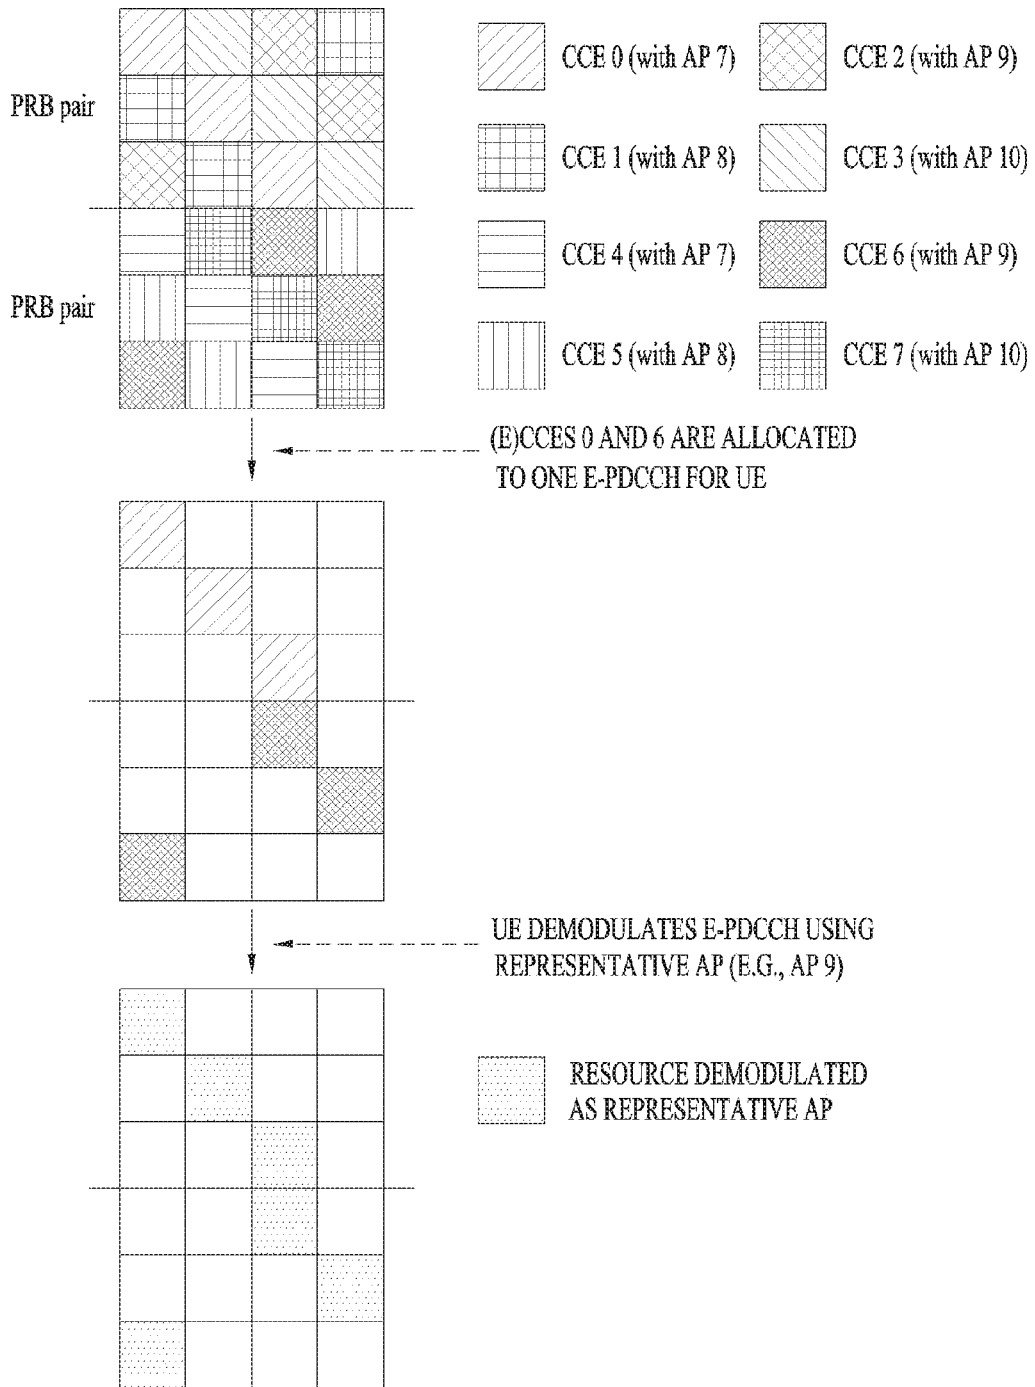 PRB pair
PRB pair
CCE 0 (with AP 7)
CCE 2 (with AP 9)
CCE 1 (with AP 8)
CCE 3 (with AP 10)
CCE 4 (with AP 7)
CCE 6 (with AP 9)
CCE 5 (with AP 8)
CCE 7 (with AP 10)
(E)CCES 0 AND 6 ARE ALLOCATED
TO ONE E-PDCCH FOR UE
UE DEMODULATES E-PDCCH USING
REPRESENTATIVE AP (E.G., AP 9)
RESOURCE DEMODULATED
AS REPRESENTATIVE AP